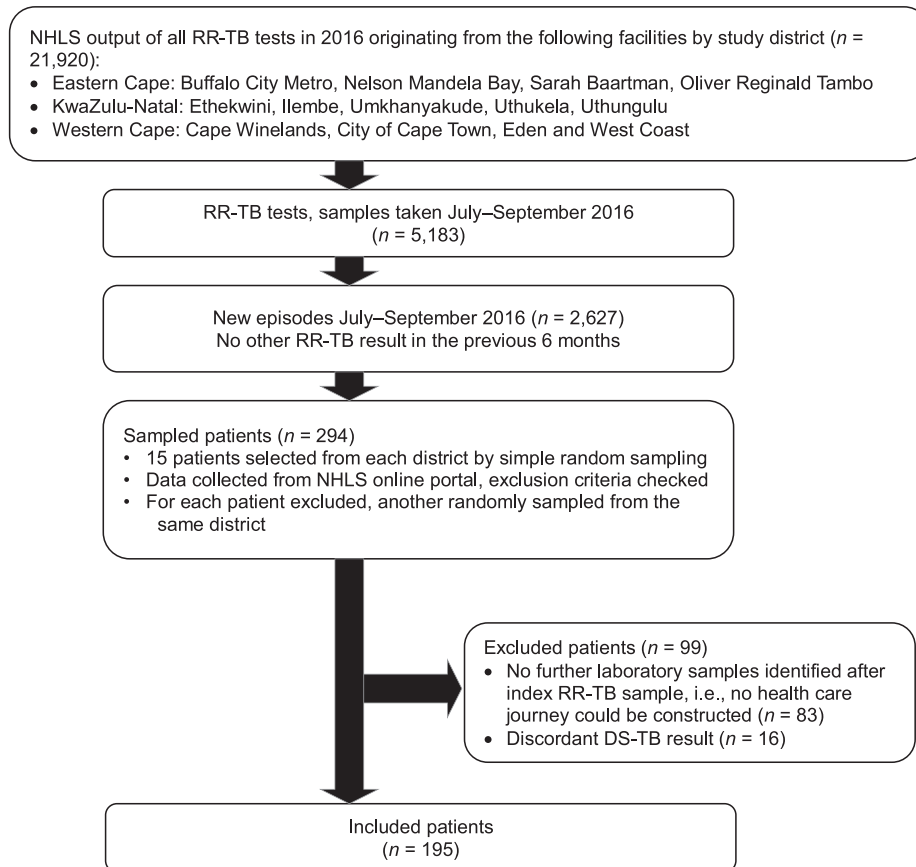 NHLS output of all RR-TB tests in 2016 originating from the following facilities by study district (n =
21,920):
• Eastern Cape: Buffalo City Metro, Nelson Mandela Bay, Sarah Baartman, Oliver Reginald Tambo
• KwaZulu-Natal: Ethekwini, Ilembe, Umkhanyakude, Uthukela, Uthungulu
• Western Cape: Cape Winelands, City of Cape Town, Eden and West Coast
RR-TB tests, samples taken July–September 2016
(n = 5,183)
New episodes July–September 2016 (n = 2,627)
No other RR-TB result in the previous 6 months
Sampled patients (n = 294)
• 15 patients selected from each district by simple random sampling
• Data collected from NHLS online portal, exclusion criteria checked
• For each patient excluded, another randomly sampled from the
same district
Excluded patients (n = 99)
• No further laboratory samples identified after
index RR-TB sample, i.e., no health care
journey could be constructed (n = 83)
• Discordant DS-TB result (n = 16)
Included patients
(n = 195)